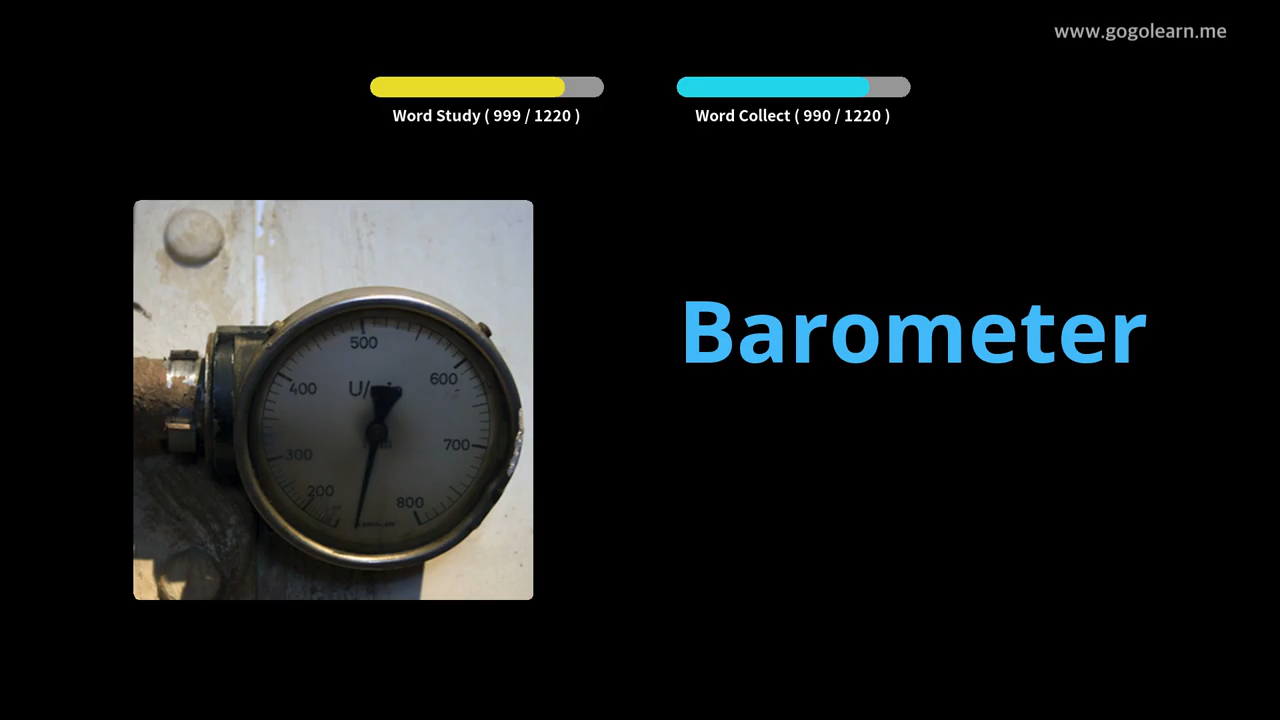 www.gogolearn.me
Word Study ( 999 / 1220 )
Word Collect ( 990 / 1220 )
Barometer
500
400
600
U/
300
700
200
800